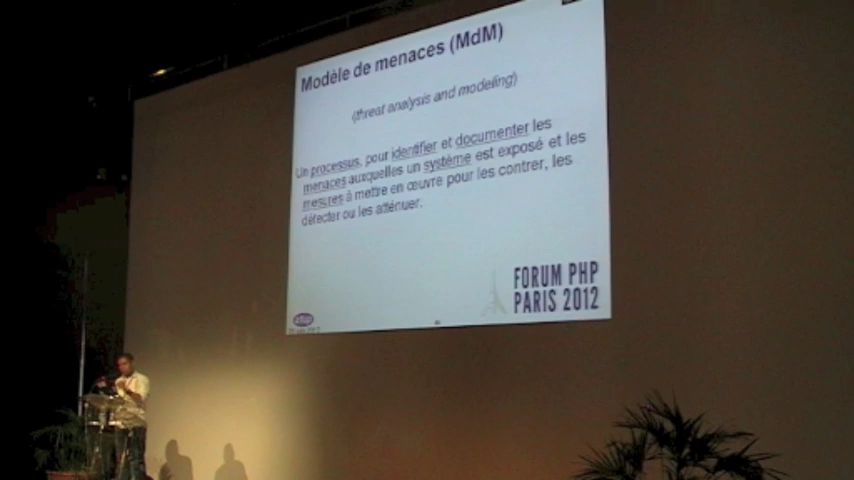 Modèle de menaces (MdM)
(threat analysis and modeling)
Un processus, pour identifier et documenter les
menaces auxquelles un système est exposé et les
mesures à mettre en œuvre pour les contrer, les
détecter ou les atténuer.
FORUM PHP
PARIS 2012
afup